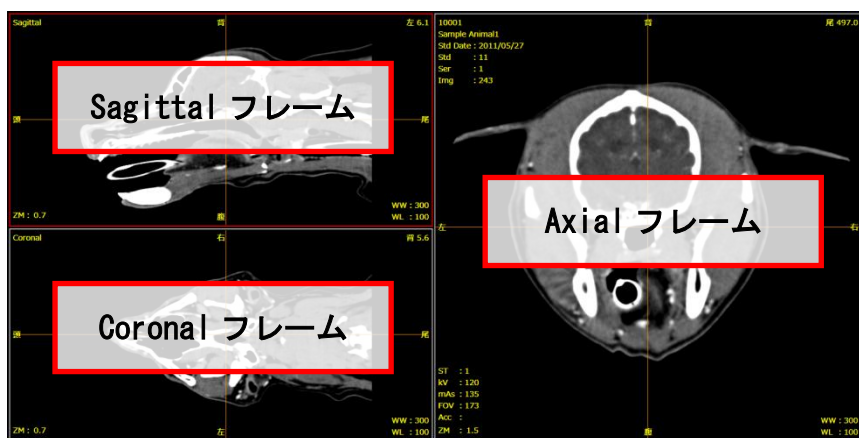 Sagittal
背
左 6.1
Sagittal フレーム
頭
尾
WW : 300
WL : 100
ZM : 0.7
腹
Coronal
右
背 5.6
Coronal フレーム
頭
尾
WW : 300
WL : 100
ZM : 0.7
左
10001
背
尾 497.0
Sample Animal1
Std Date : 2011/05/27
Std : 11
Ser : 1
Img : 243
Axial フレーム
左
右
ST : 1
kV : 120
mAs : 135
FOV : 173
Acc :
ZM : 1.5
腹
WW : 300
WL : 100